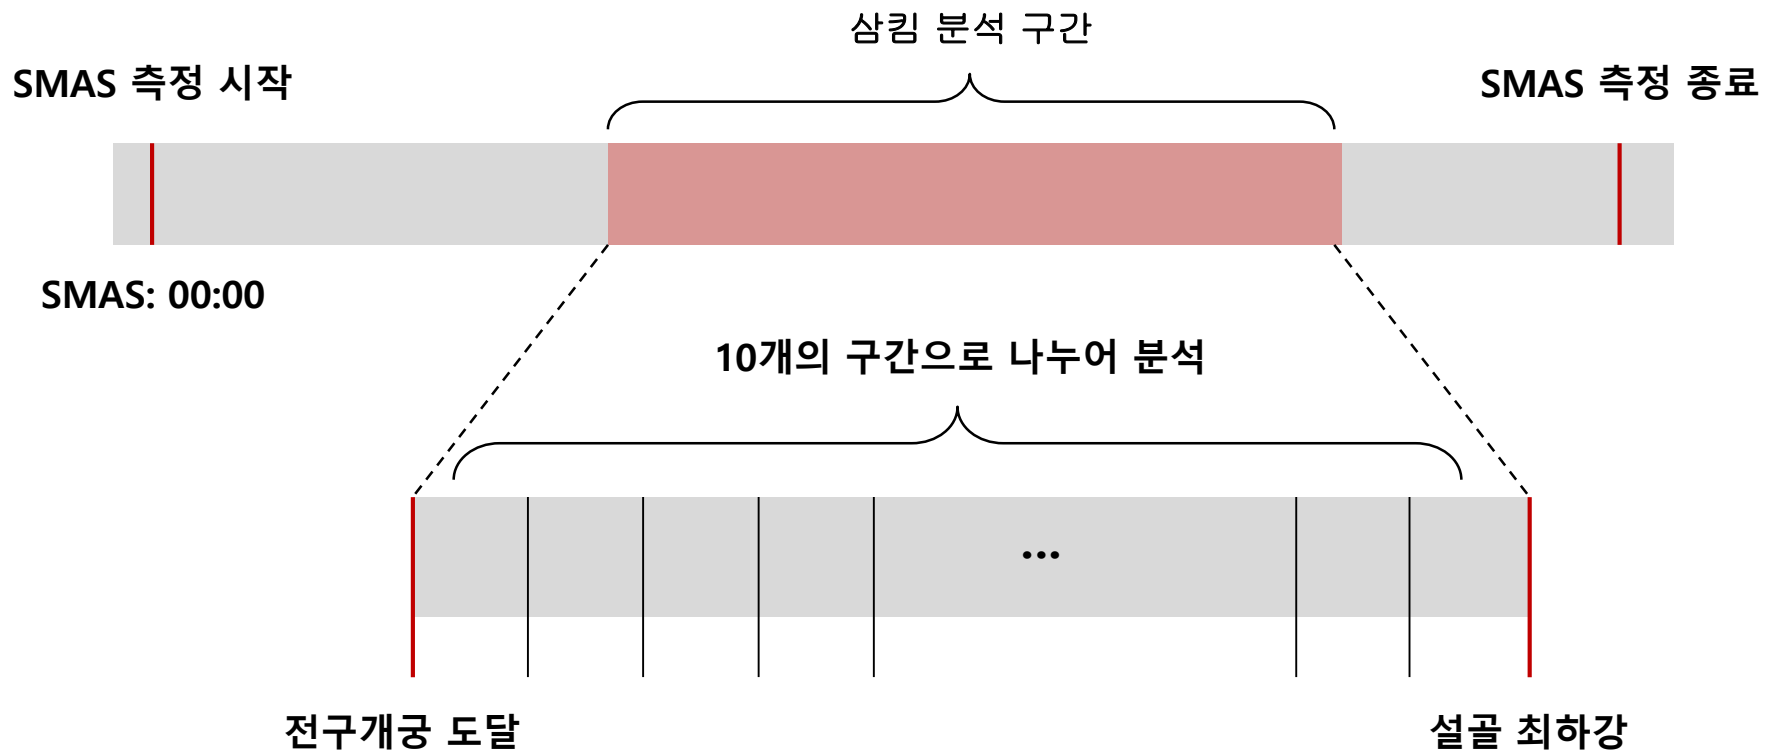 삼킴 분석 구간
SMAS 측정 시작
SMAS 측정 종료
SMAS: 00:00
10개의 구간으로 나누어 분석
...
전구개궁 도달
설골 최하강